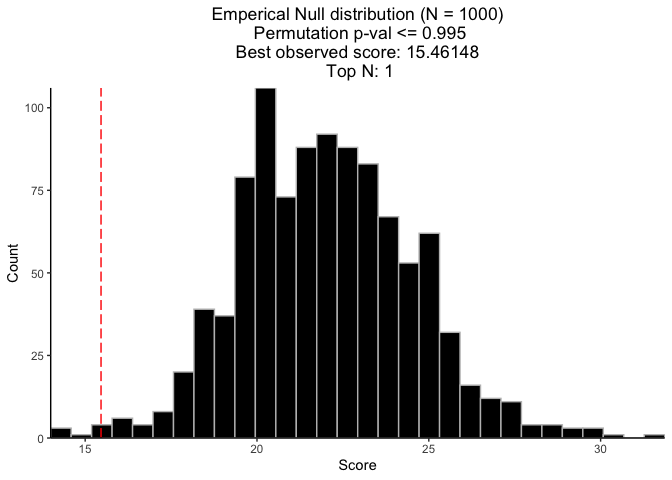 Emperical Null distribution (N = 1000)
Permutation p-val <= 0.995
Best observed score: 15.46148
Top N: 1
100
75
50
25
0
Count
15 20 25 30
Score